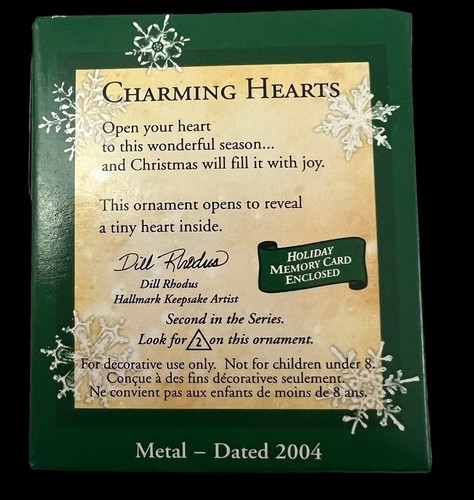 CHARMING HEARTS
Open your heart
to this wonderful season...
and Christmas will fill it with joy.
This ornament opens to reveal
a tiny heart inside.
Dill Rhodus
Dill Rhodus
Hallmark Keepsake Artist
HOLIDAY
MEMORY CARD
ENCLOSED
Second in the Series.
Look for 2 on this ornament.
For decorative use only. Not for children under 8.
Conçue à des fins décoratives seulement.
Ne convient pas aux enfants de moins de 8 ans.
Metal – Dated 2004